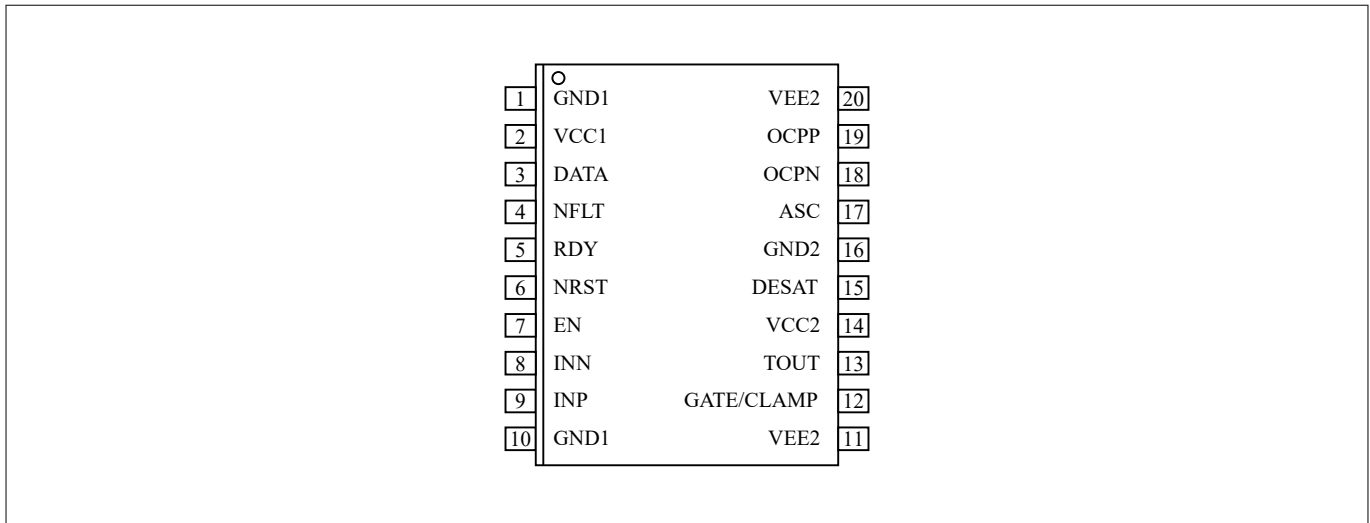 1 GND1 VEE2 20
2 VCC1 OCPP 19
3 DATA OCPN 18
4 NFLT ASC 17
5 RDY GND2 16
6 NRST DESAT 15
7 EN VCC2 14
8 INN TOUT 13
9 INP GATE/CLAMP 12
10 GND1 VEE2 11